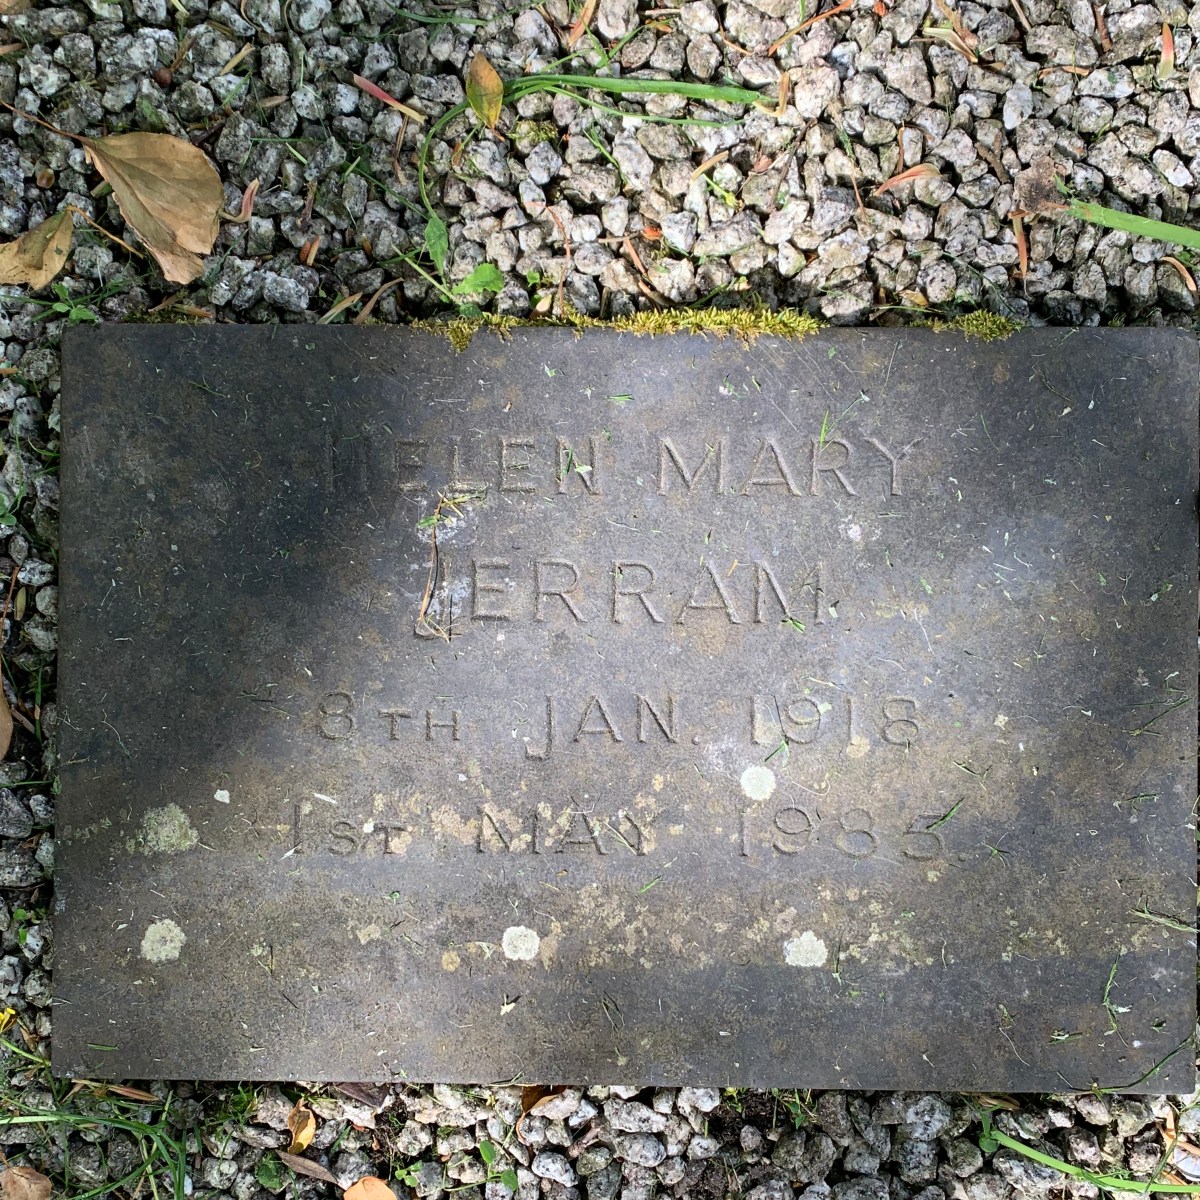 HELEN MARY
JERRAM
8TH JAN. 1918
1ST MAY 1985.